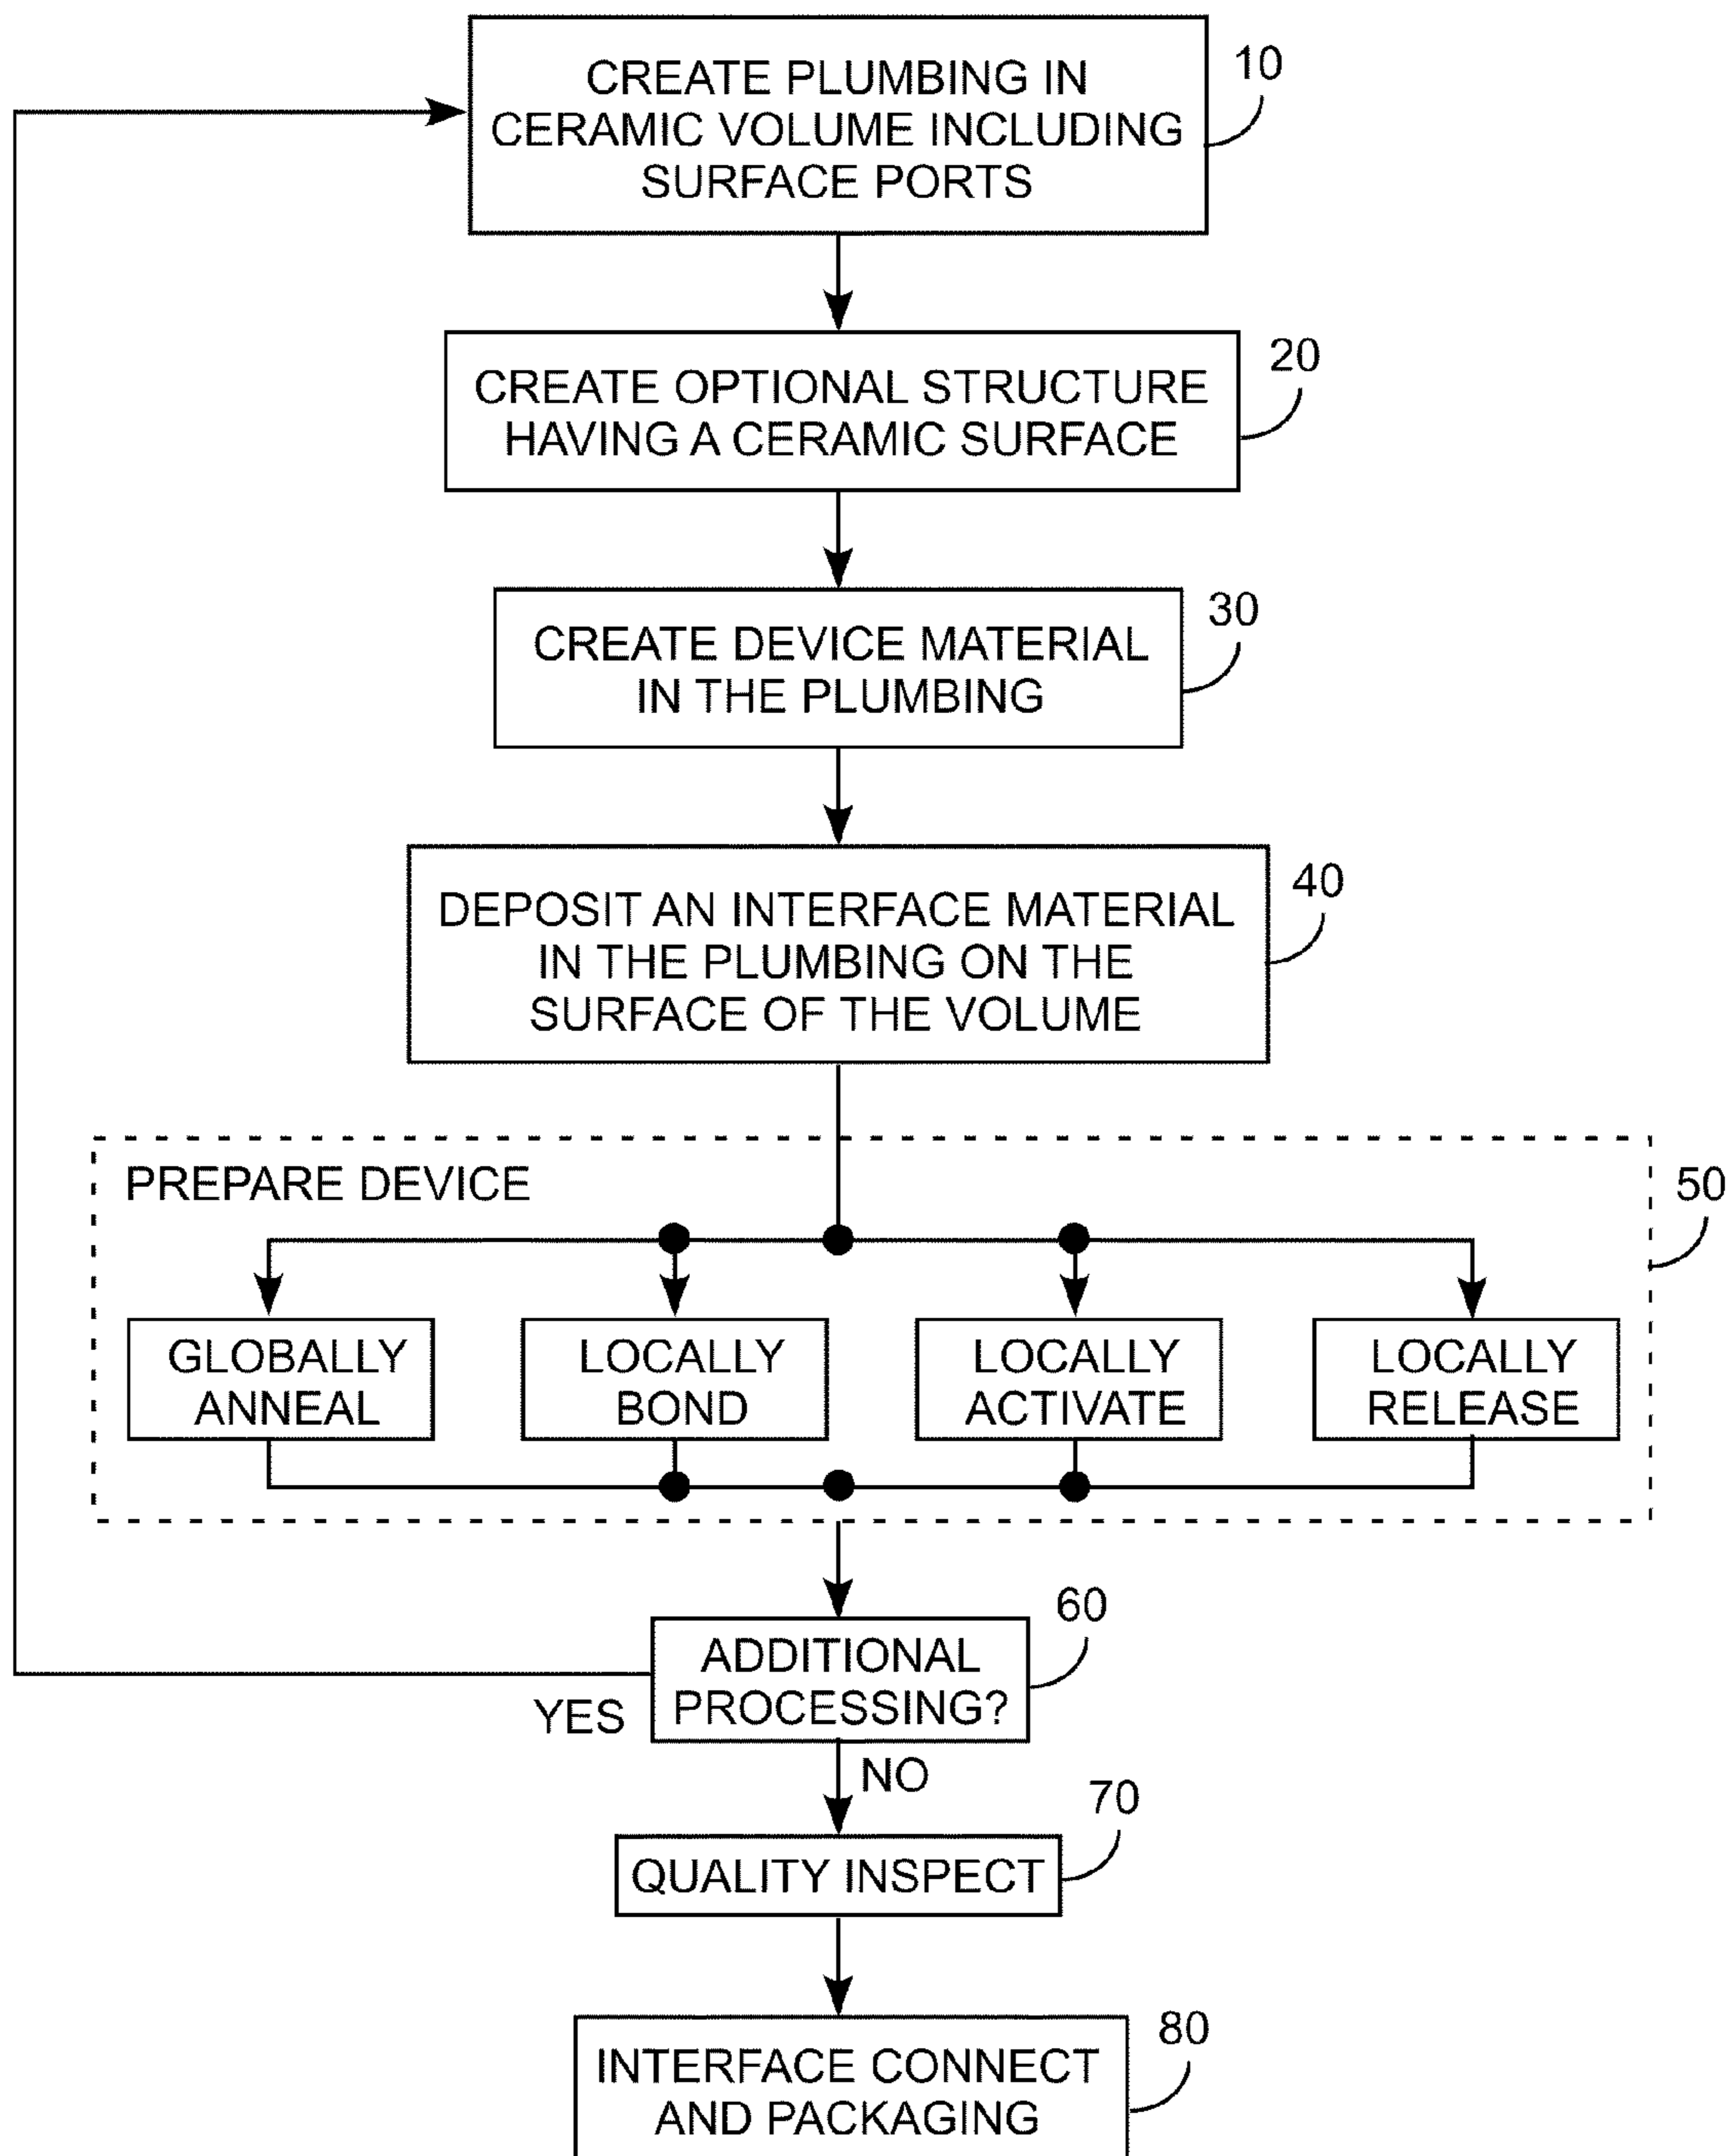 CREATE PLUMBING IN
CERAMIC VOLUME INCLUDING
SURFACE PORTS
10
CREATE OPTIONAL STRUCTURE
HAVING A CERAMIC SURFACE
20
CREATE DEVICE MATERIAL
IN THE PLUMBING
30
DEPOSIT AN INTERFACE MATERIAL
IN THE PLUMBING ON THE
SURFACE OF THE VOLUME
40
PREPARE DEVICE
50
GLOBALLY
ANNEAL
LOCALLY
BOND
LOCALLY
ACTIVATE
LOCALLY
RELEASE
ADDITIONAL
PROCESSING?
60
YES
NO
QUALITY INSPECT
70
INTERFACE CONNECT
AND PACKAGING
80